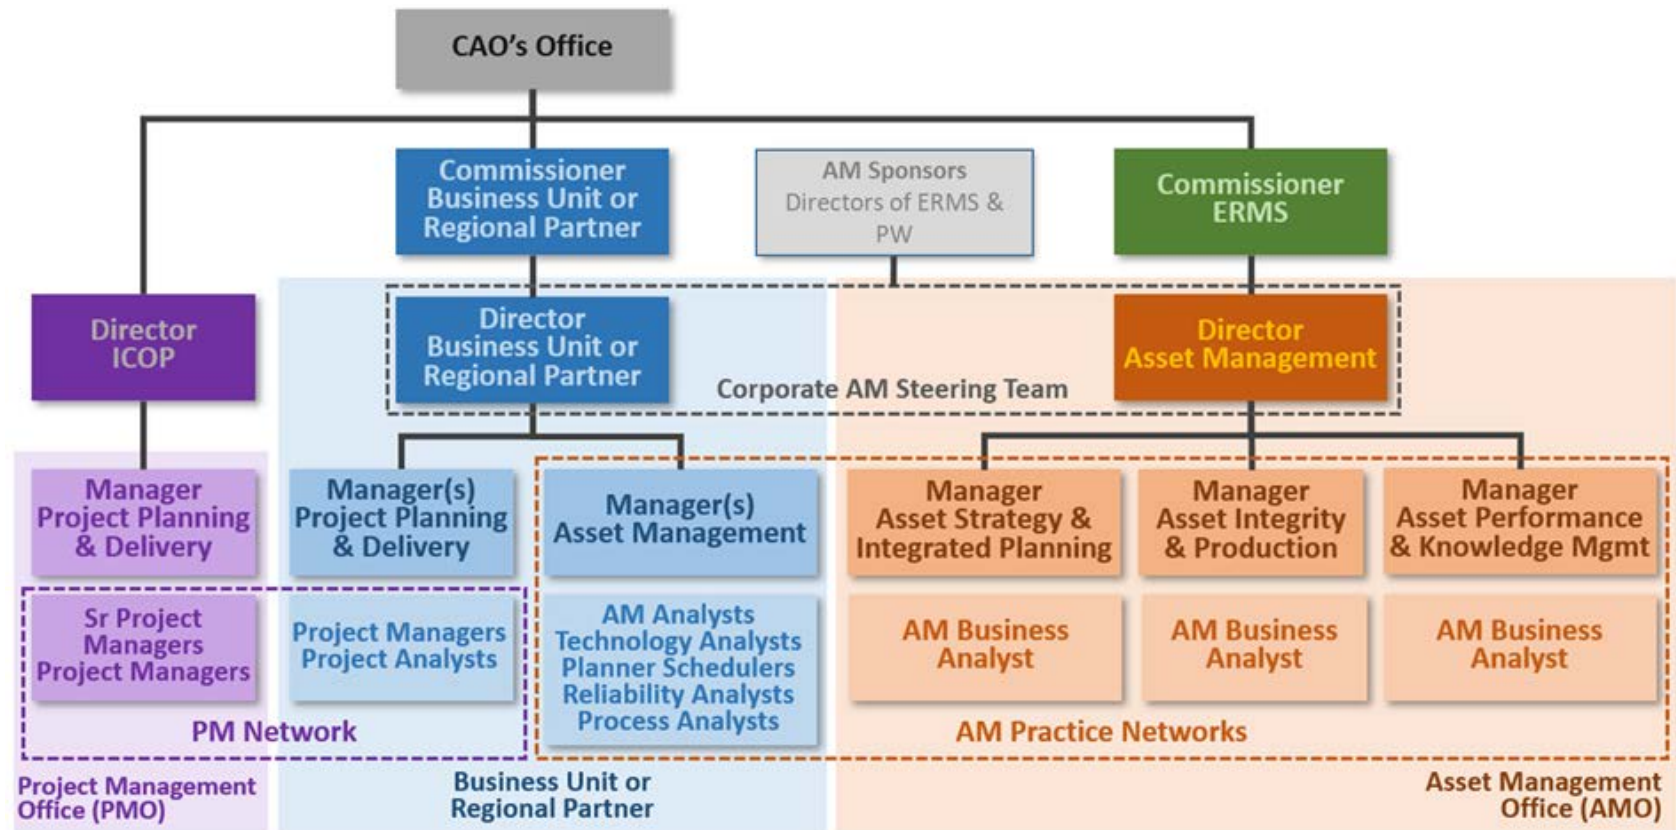 CAO's Office
Commissioner
Business Unit or
Regional Partner
AM Sponsors
Directors of ERMS &
PW
Commissioner
ERMS
Director
ICOP
Director
Business Unit or
Regional Partner
Corporate AM Steering Team
Director
Asset Management
Manager
Project Planning
& Delivery
Manager(s)
Project Planning
& Delivery
Manager(s)
Asset Management
Manager
Asset Strategy &
Integrated Planning
Manager
Asset Integrity
& Production
Manager
Asset Performance
& Knowledge Mgmt
Sr Project
Managers
Project Managers
Project Managers
Project Analysts
AM Analysts
Technology Analysts
Planner Schedulers
Reliability Analysts
Process Analysts
AM Business
Analyst
AM Business
Analyst
AM Business
Analyst
PM Network
AM Practice Networks
Project Management
Office (PMO)
Business Unit or
Regional Partner
Asset Management
Office (AMO)